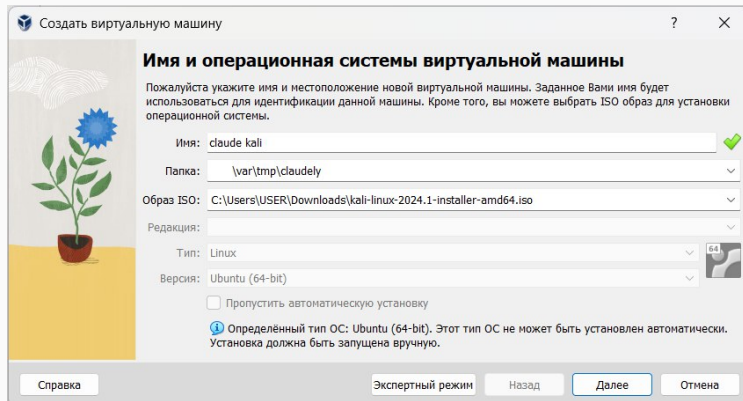 Создать виртуальную машину
Имя и операционная системы виртуальной машины
Пожалуйста укажите имя и местоположение новой виртуальной машины. Заданное Вами имя будет
использоваться для идентификации данной машины. Кроме того, вы можете выбрать ISO образ для установки
операционной системы.
Имя: claude kali
Папка: \var\tmp\claudely
Образ ISO: C:\Users\USER\Downloads\kali-linux-2024.1-installer-amd64.iso
Редакция:
Тип: Linux
64
Версия: Ubuntu (64-bit)
Пропустить автоматическую установку
Определённый тип ОС: Ubuntu (64-bit). Этот тип ОС не может быть установлен автоматически.
Установка должна быть запущена вручную.
Справка Экспертный режим Назад Далее Отмена